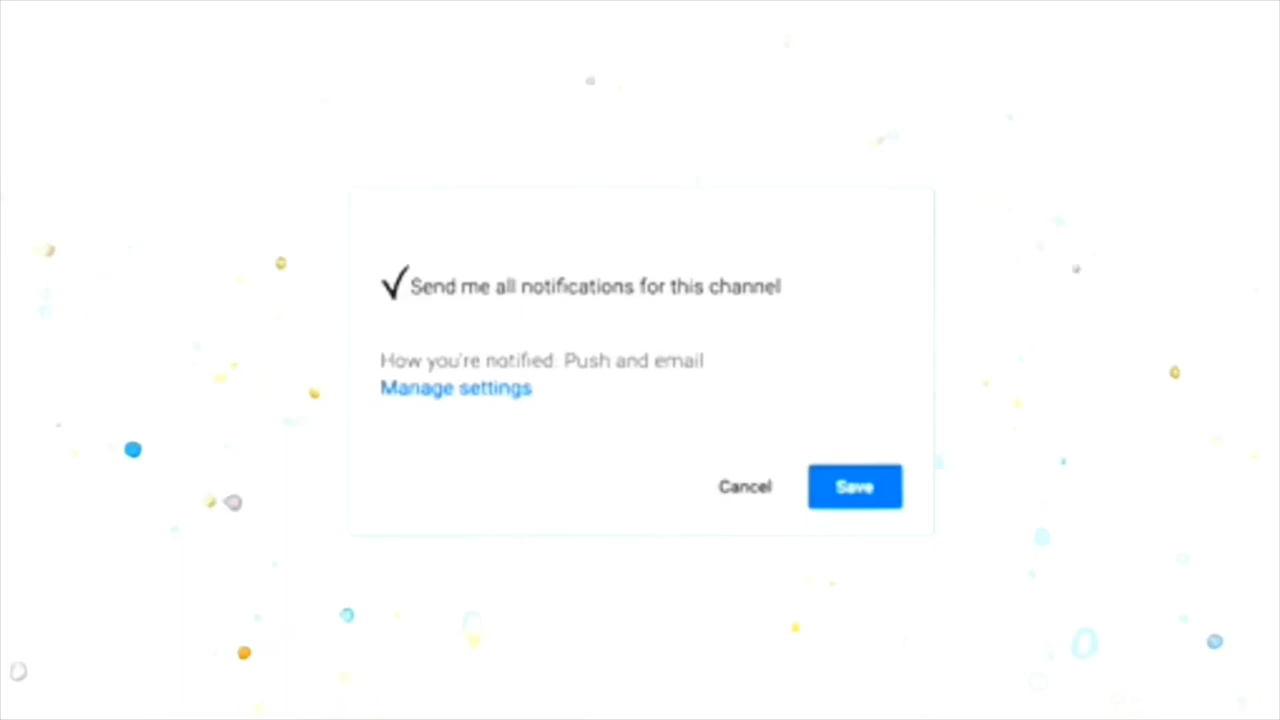 Send me all notifications for this channel
How you're notified: Push and email
Manage settings
Cancel
Save